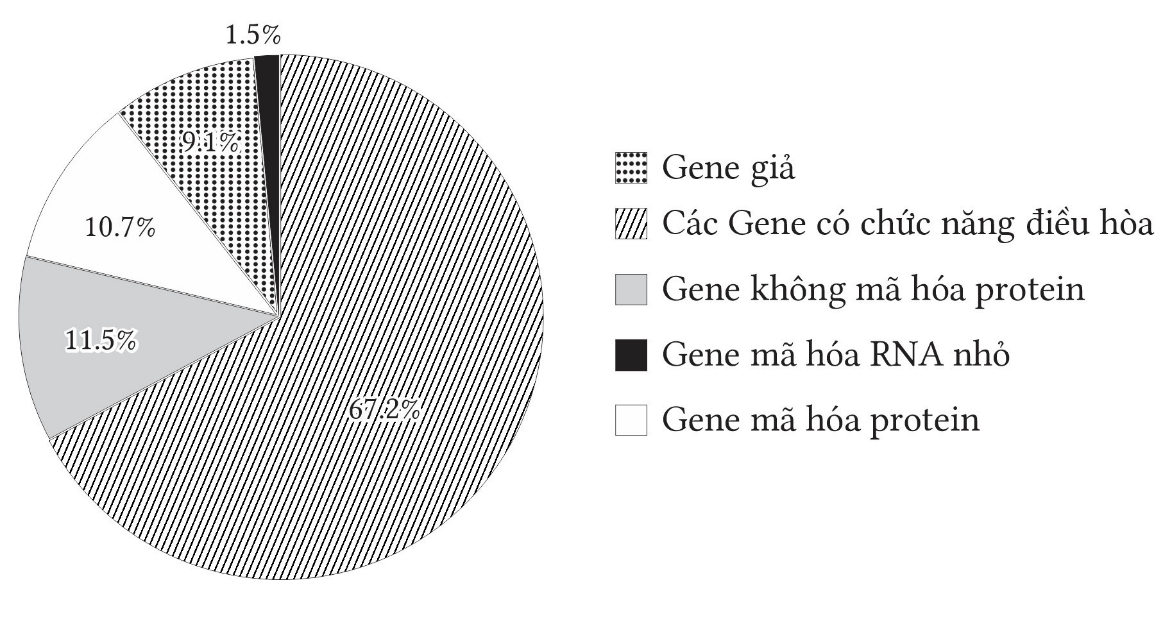 1.5%
9.1%
10.7%
11.5%
67.2%
Gene giả
Các Gene có chức năng điều hòa
Gene không mã hóa protein
Gene mã hóa RNA nhỏ
Gene mã hóa protein